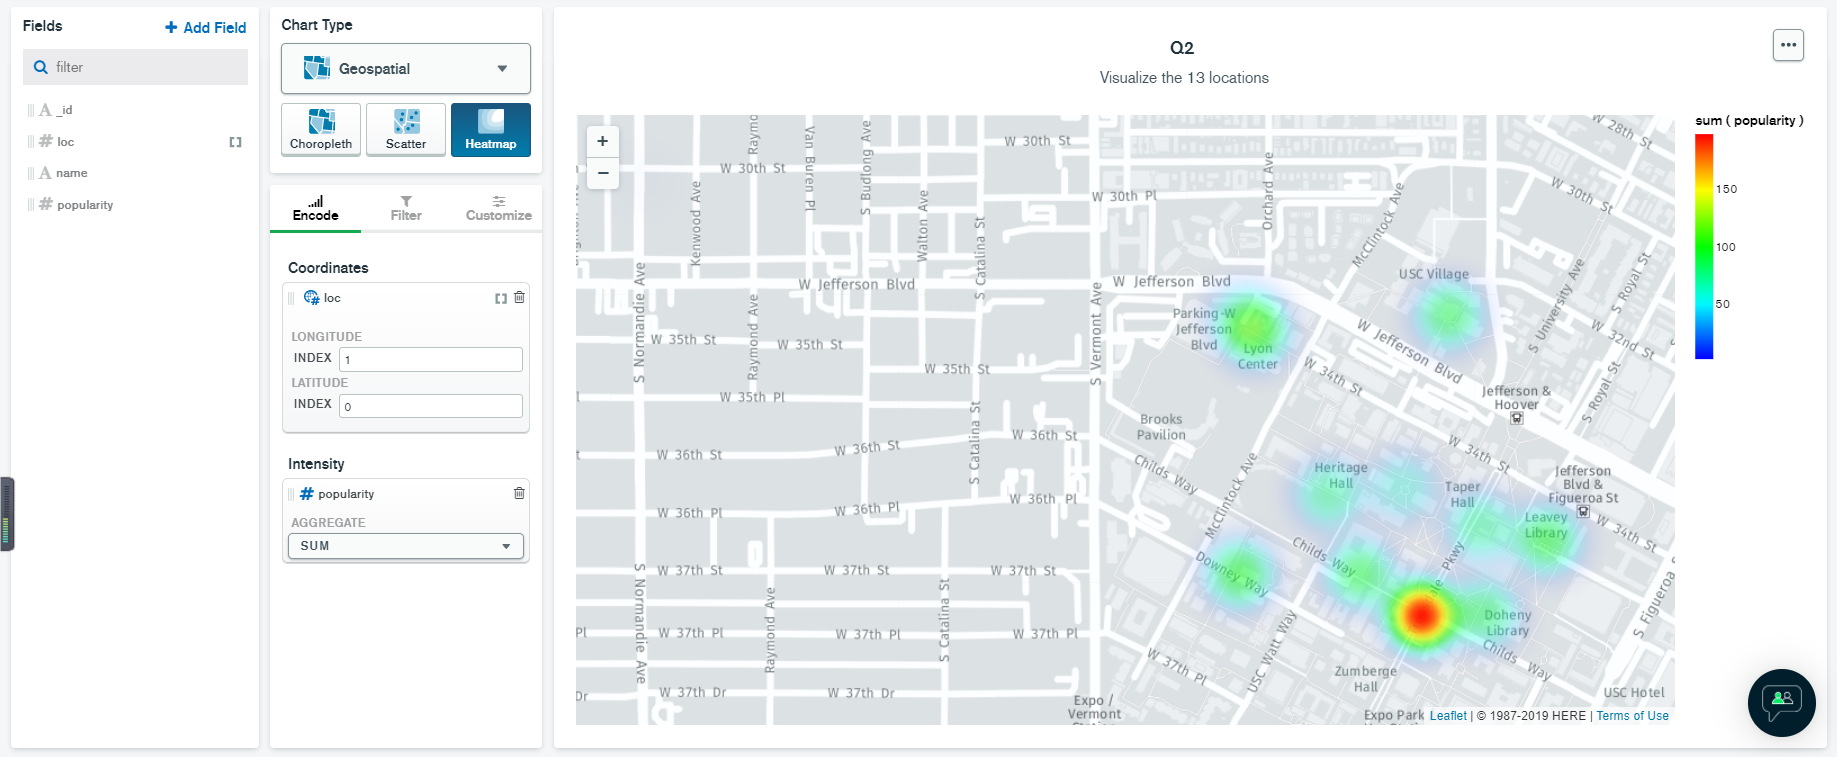 Fields
Add Field
filter
_id
loc
name
popularity
Chart Type
Geospatial
Choropleth
Scatter
Heatmap
Encode
Filter
Customize
Coordinates
loc
LONGITUDE
INDEX 1
LATITUDE
INDEX 0
Intensity
popularity
AGGREGATE
SUM
Q2
Visualize the 13 locations
+
−
sum ( popularity )
150
100
50
W 28th St
W 30th St
W 30th St
W 30th Pl
W 30th St
Raymo
Van Buren Pl
S Budlong Ave
Kenwood Ave
Walton Ave
S Catalina St
Orchard Ave
McClintock Ave
S Normandie Ave
Raymond Ave
S Vermont Ave
W Jefferson Blvd
W Jefferson Blvd
USC Village
S University Ave
S Royal St
W 32nd St
Parking-W
Jefferson
Blvd
Lyon
Center
W Jefferson Blvd
W 35th St
W 35th St
W 35th St
W 34th St
S Royal St
Jefferson &
Hoover
W 35th Pl
S Catalina St
Brooks
Pavilion
W 36th St
W 36th St
W 36th St
W 34th St
Childs Way
McClintock Ave
Heritage
Hall
Taper
Hall
Jefferson
Blvd &
Figueroa St
W 36th Pl
W 36th Pl
W 36th Pl
Leavey
Library
W 34th St
Childs Way
Downey Way
Pkwy
W 37th St
W 37th St
W 37th St
S Normandie Ave
Raymond Ave
S Catalina St
S Figueroa
Doheny
Library
Pl
W 37th Pl
W 37th Pl
W 37th Pl
W 37th Pl
USC Watt Way
Childs Way
Zumberge
Hall
Dr
W 37th Dr
W 37th Dr
USC Hotel
Expo /
Vermont
Expo Park
Leaflet | © 1987-2019 HERE | Terms of Use